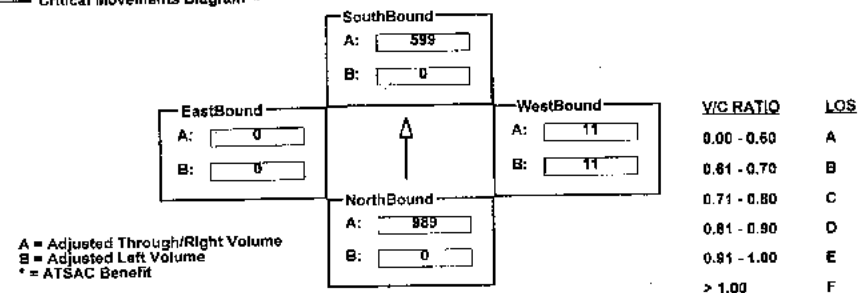 Critical Movements Diagram
SouthBound
A: 599
B: 0
EastBound
A: 0
B: 0
WestBound
A: 11
B: 11
NorthBound
A: 989
B: 0
A = Adjusted Through/Right Volume
B = Adjusted Left Volume
* = ATSAC Benefit
V/C RATIO LOS
0.00 - 0.60 A
0.61 - 0.70 B
0.71 - 0.80 C
0.81 - 0.90 D
0.91 - 1.00 E
> 1.00 F